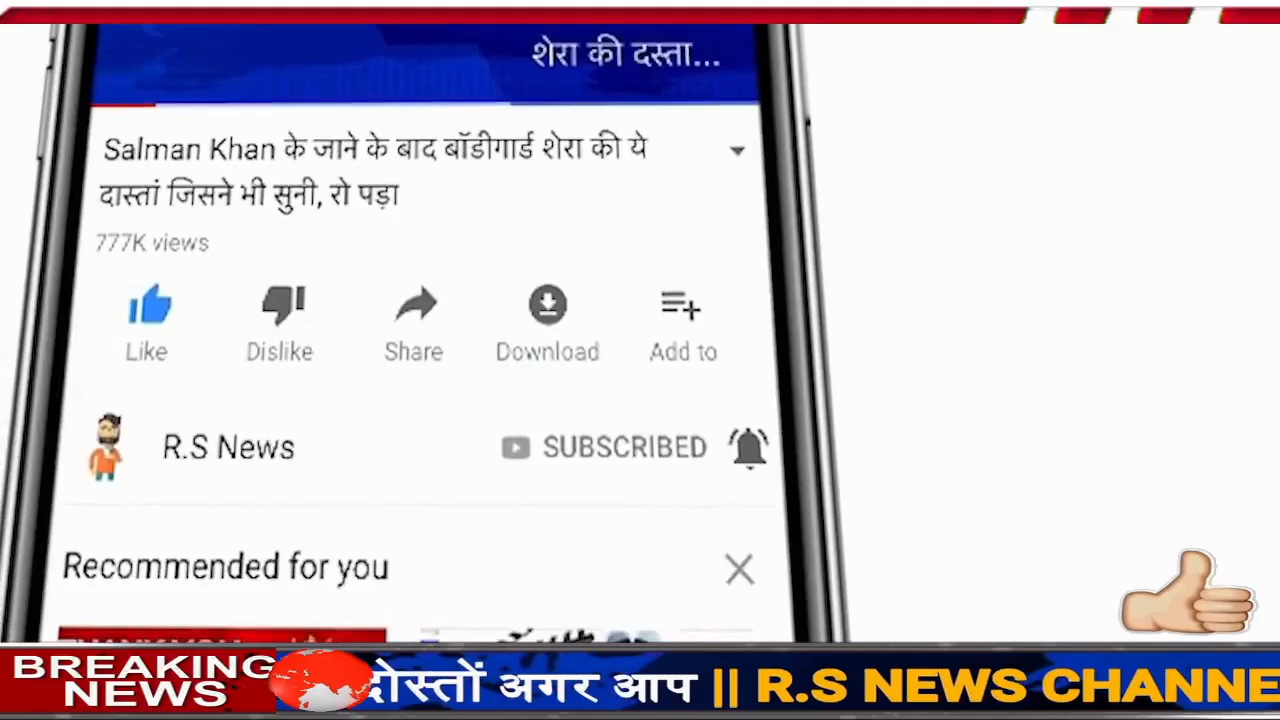 शेरा की दस्ता...
Salman Khan के जाने के बाद बॉडीगार्ड शेरा की ये
दास्तां जिसने भी सुनी, रो पड़ा
777K views
Like Dislike Share Download Add to
R.S News SUBSCRIBED
Recommended for you
BREAKING
NEWS
दोस्तों अगर आप || R.S NEWS CHANNE